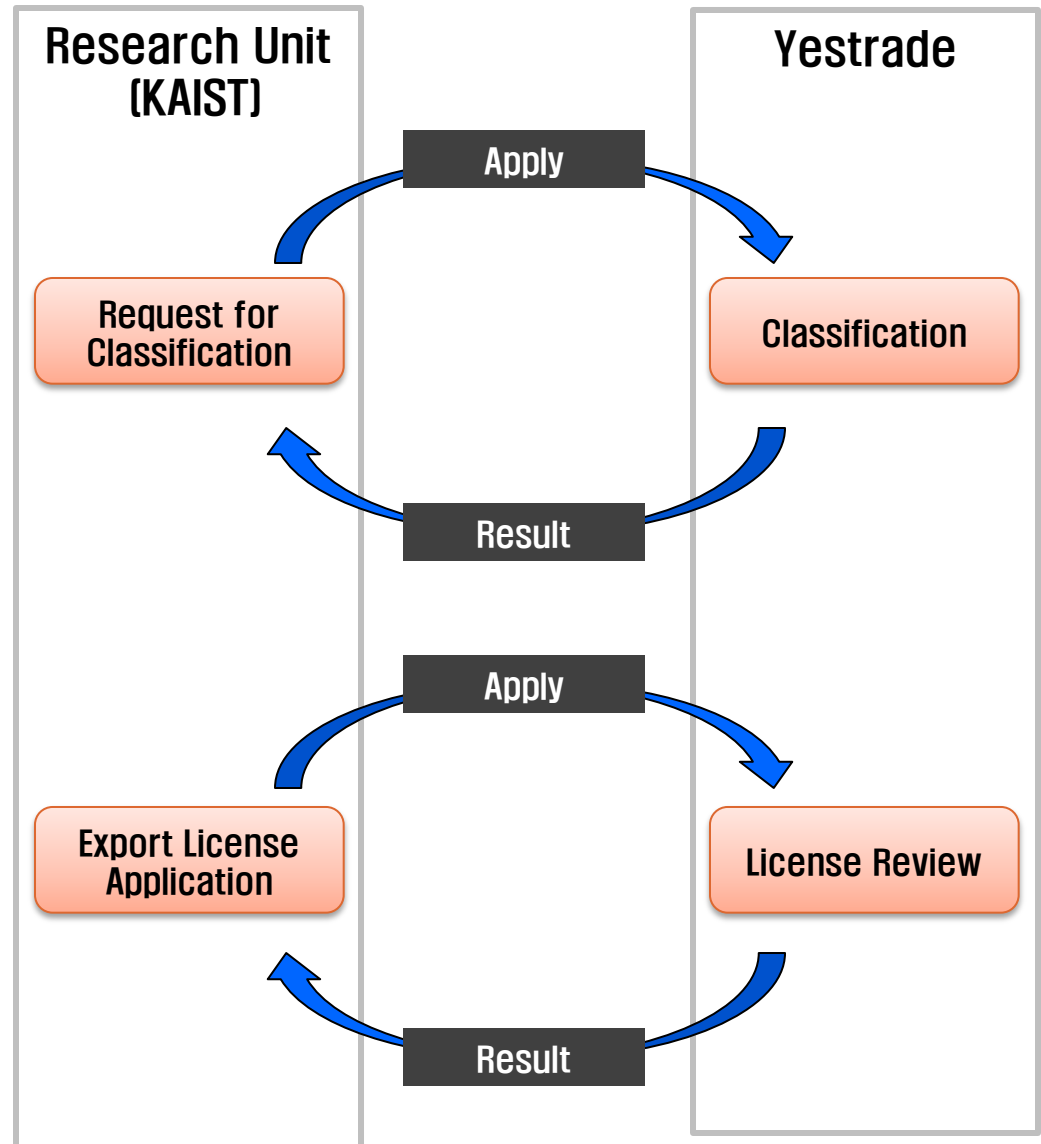 Research Unit
(KAIST)
Yestrade
Apply
Request for
Classification
Classification
Result
Apply
Export License
Application
License Review
Result